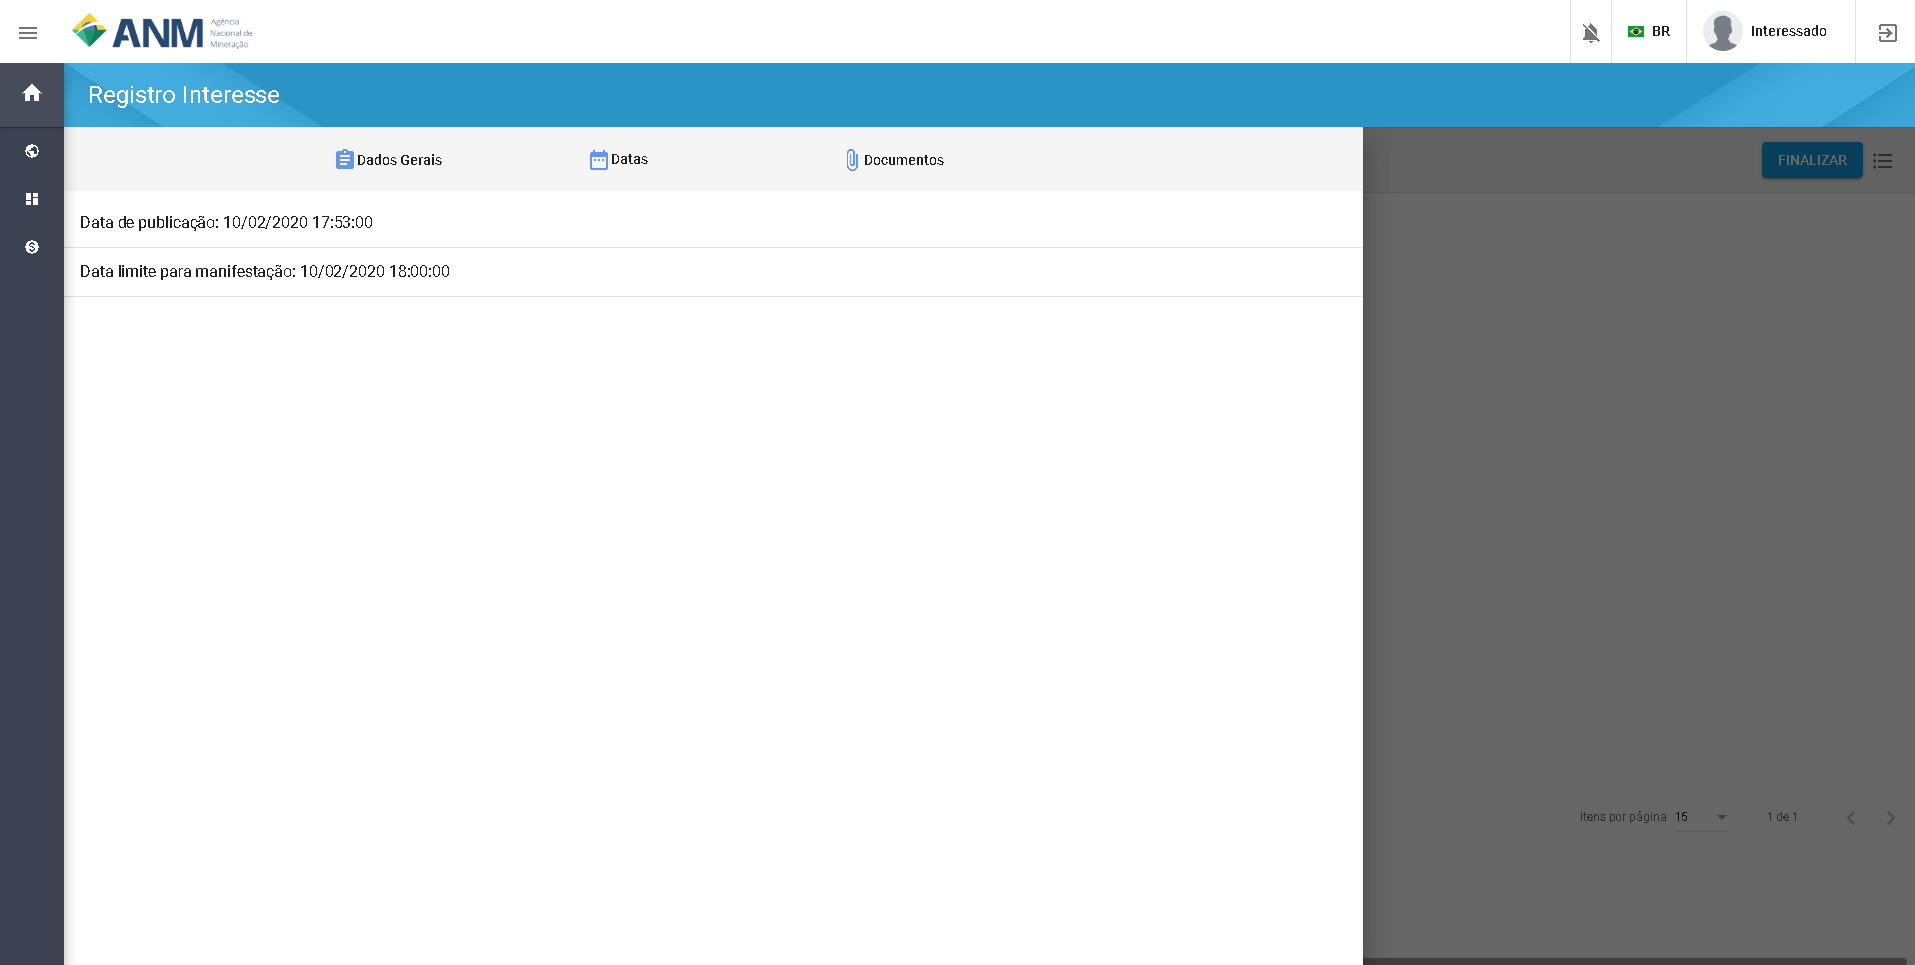 ANM
Agência
Nacional de
Mineração
BR
Interessado
Registro Interesse
Dados Gerais
Datas
Documentos
FINALIZAR
Data de publicação: 10/02/2020 17:53:00
Data limite para manifestação: 10/02/2020 18:00:00
Itens por página
15
1 de 1